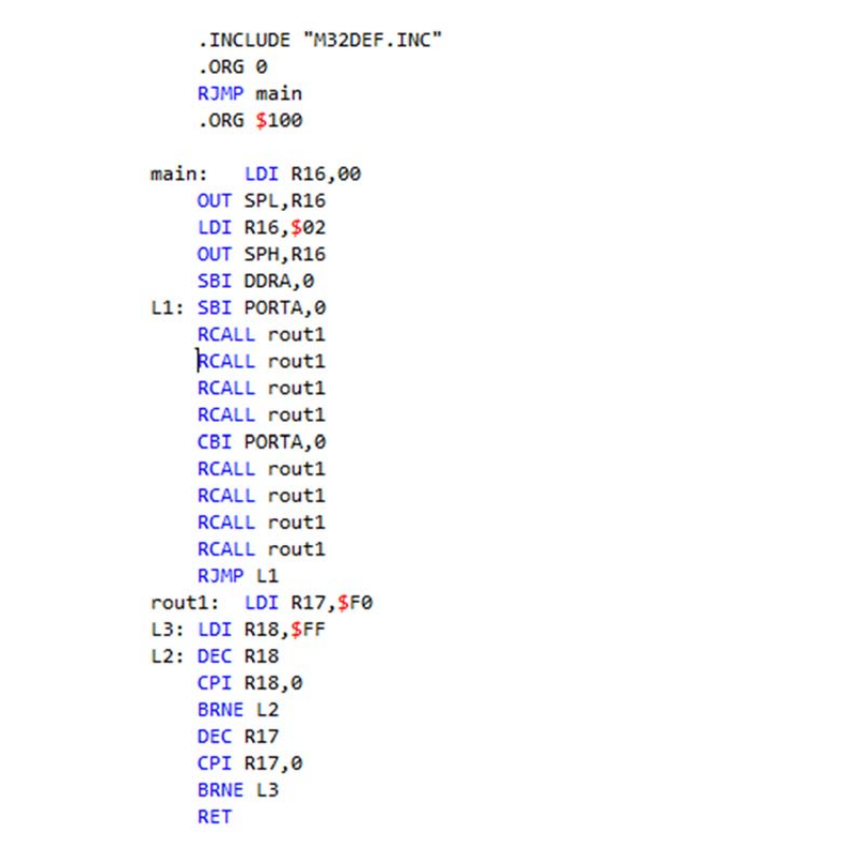 .INCLUDE "M32DEF.INC"
.ORG 0
RJMP main
.ORG $100
main: LDI R16,00
OUT SPL,R16
LDI R16,$02
OUT SPH,R16
SBI DDRA,0
L1: SBI PORTA,0
RCALL rout1
RCALL rout1
RCALL rout1
RCALL rout1
CBI PORTA,0
RCALL rout1
RCALL rout1
RCALL rout1
RCALL rout1
RJMP L1
rout1: LDI R17,$F0
L3: LDI R18,$FF
L2: DEC R18
CPI R18,0
BRNE L2
DEC R17
CPI R17,0
BRNE L3
RET